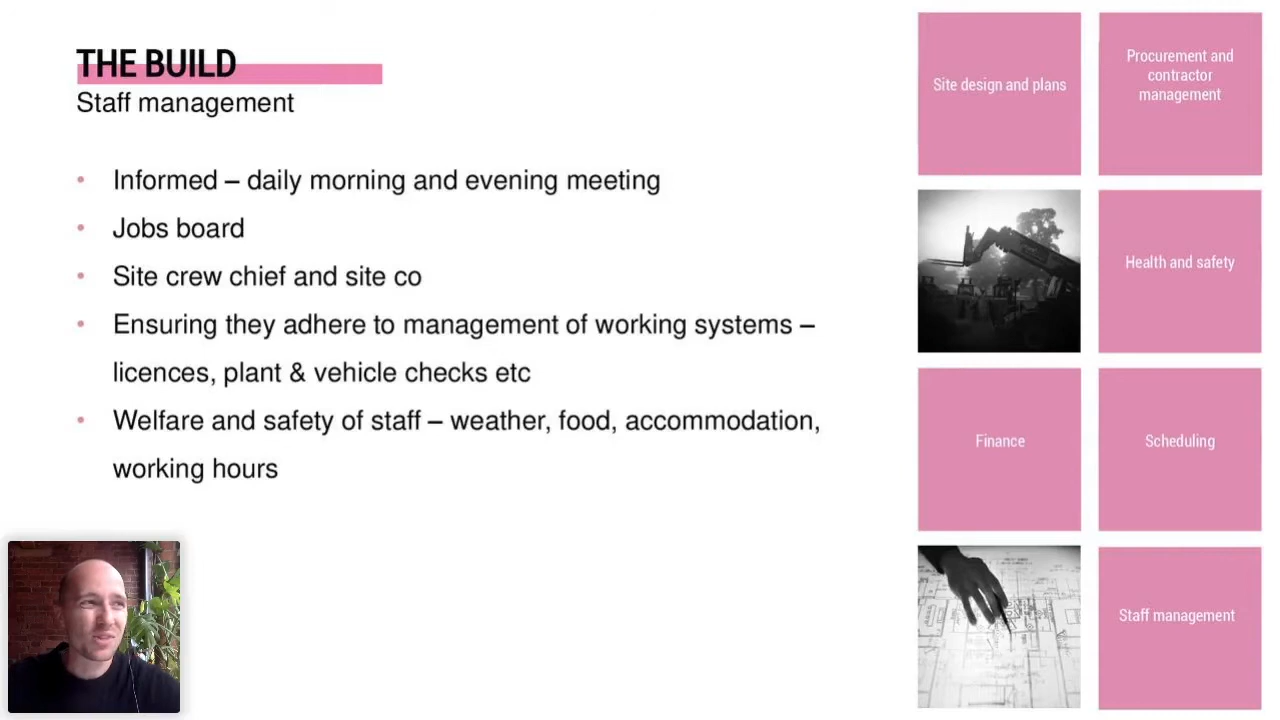 THE BUILD
Staff management
• Informed – daily morning and evening meeting
• Jobs board
• Site crew chief and site co
• Ensuring they adhere to management of working systems –
licences, plant & vehicle checks etc
• Welfare and safety of staff – weather, food, accommodation,
working hours
Site design and plans
Procurement and
contractor
management
Health and safety
Finance
Scheduling
Staff management